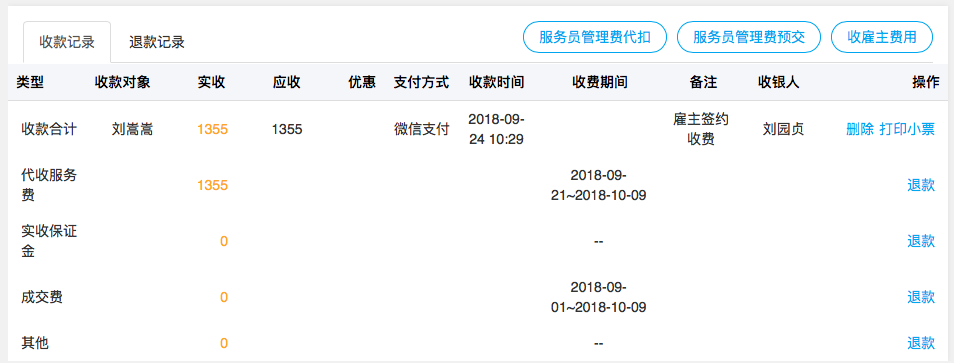 收款记录 退款记录 服务员管理费代扣 服务员管理费预交 收雇主费用
类型 收款对象 实收 应收 优惠 支付方式 收款时间 收费期间 备注 收银人 操作
收款合计 刘嵩嵩 1355 1355 微信支付 2018-09-24 10:29 雇主签约收费 刘园贞 删除 打印小票
代收服务费 1355 2018-09-21~2018-10-09 退款
实收保证金 0 -- 退款
成交费 0 2018-09-01~2018-10-09 退款
其他 0 -- 退款